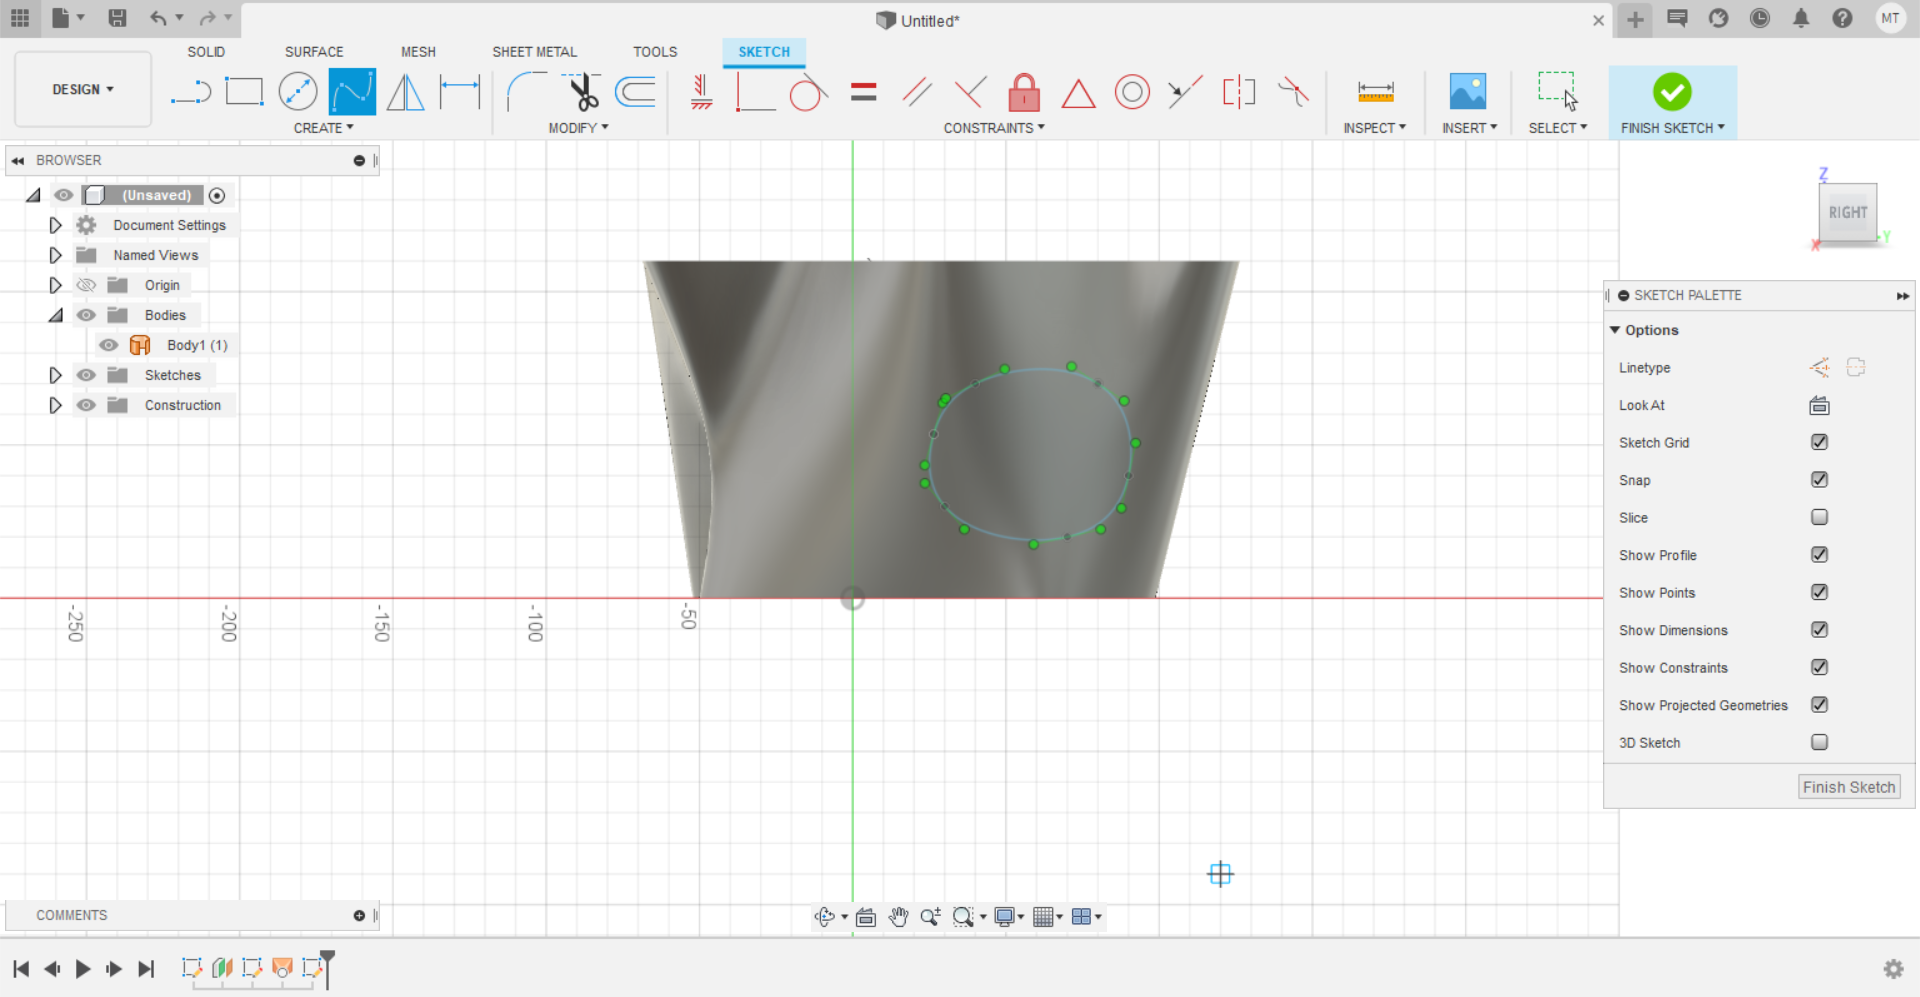 Untitled*
MT
SOLID
SURFACE
MESH
SHEET METAL
TOOLS
SKETCH
DESIGN
CREATE
MODIFY
CONSTRAINTS
INSPECT
INSERT
SELECT
FINISH SKETCH
BROWSER
(Unsaved)
Document Settings
Named Views
Origin
Bodies
Body1 (1)
Sketches
Construction
Z
RIGHT
X
Y
SKETCH PALETTE
Options
Linetype
Look At
Sketch Grid
Snap
Slice
Show Profile
Show Points
Show Dimensions
Show Constraints
Show Projected Geometries
3D Sketch
Finish Sketch
-250
-200
-150
-100
-50
COMMENTS